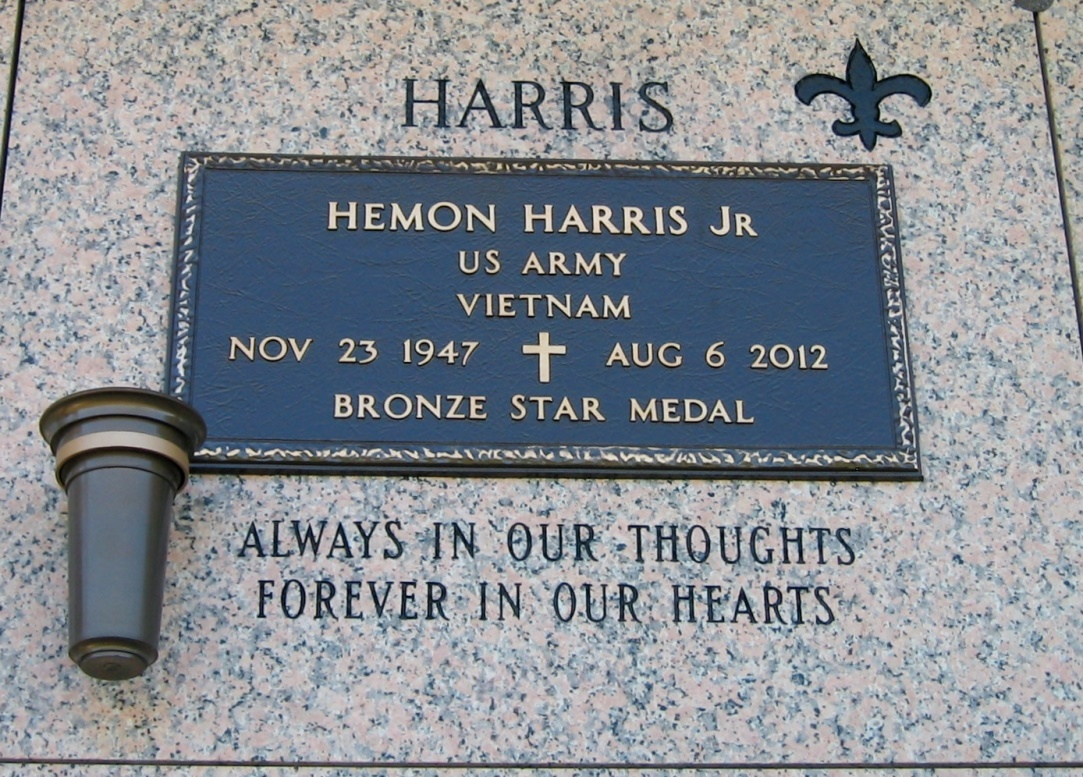 HARRIS
HEMON HARRIS JR
US ARMY
VIETNAM
NOV 23 1947 AUG 6 2012
BRONZE STAR MEDAL
ALWAYS IN OUR THOUGHTS
FOREVER IN OUR HEARTS